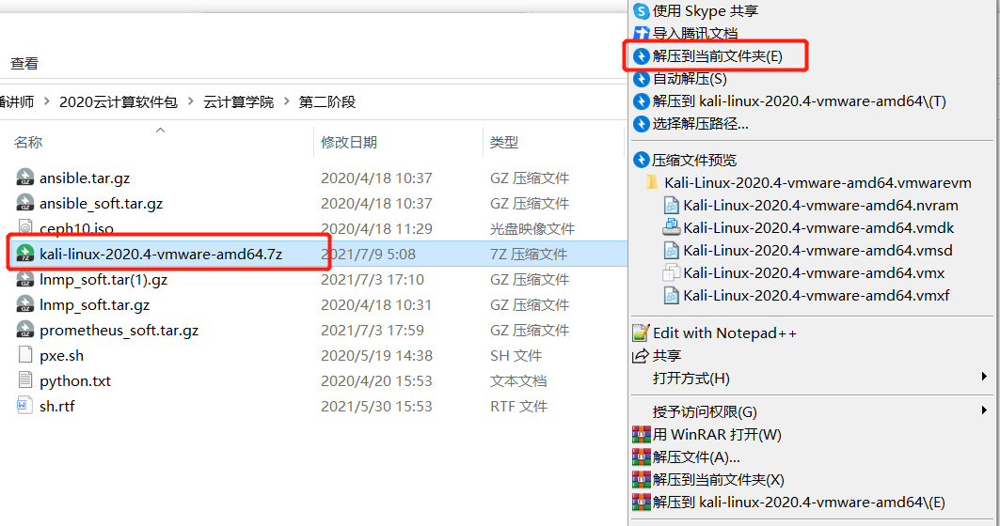 查看
播讲师 > 2020云计算软件包 > 云计算学院 > 第二阶段
名称 修改日期 类型
ansible.tar.gz 2020/4/18 10:37 GZ 压缩文件
ansible_soft.tar.gz 2020/4/18 10:37 GZ 压缩文件
ceph10.iso 2020/4/18 11:29 光盘映像文件
kali-linux-2020.4-vmware-amd64.7z 2021/7/9 5:08 7Z 压缩文件
lnmp_soft.tar(1).gz 2021/7/3 17:10 GZ 压缩文件
lnmp_soft.tar.gz 2020/4/18 10:31 GZ 压缩文件
prometheus_soft.tar.gz 2021/7/3 17:59 GZ 压缩文件
pxe.sh 2020/5/19 14:38 SH 文件
python.txt 2020/4/20 15:53 文本文档
sh.rtf 2021/5/30 15:53 RTF 文件
使用 Skype 共享
导入腾讯文档
解压到当前文件夹(E)
自动解压(S)
解压到 kali-linux-2020.4-vmware-amd64\(T)
选择解压路径...
压缩文件预览
Kali-Linux-2020.4-vmware-amd64.vmwarevm
Kali-Linux-2020.4-vmware-amd64.nvram
Kali-Linux-2020.4-vmware-amd64.vmdk
Kali-Linux-2020.4-vmware-amd64.vmsd
Kali-Linux-2020.4-vmware-amd64.vmx
Kali-Linux-2020.4-vmware-amd64.vmxf
Edit with Notepad++
共享
打开方式(H)
授予访问权限(G)
用 WinRAR 打开(W)
解压文件(A)...
解压到当前文件夹(X)
解压到 kali-linux-2020.4-vmware-amd64\(E)